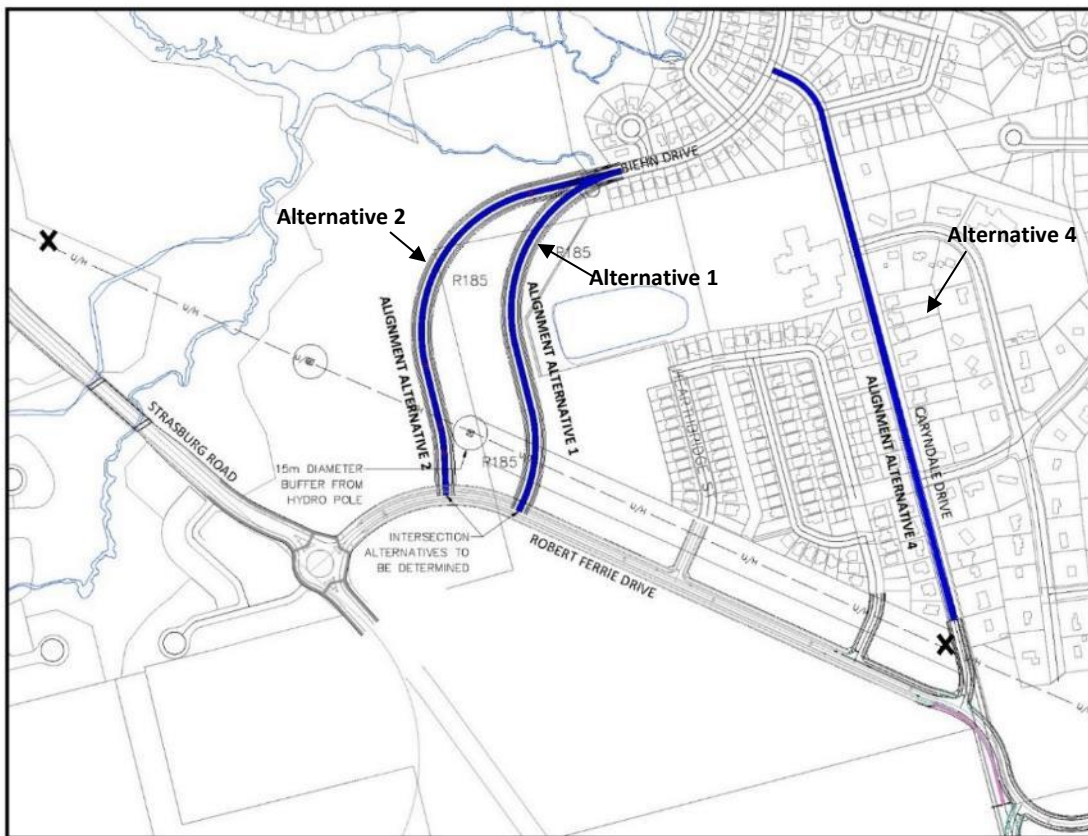 BIEHN DRIVE
Alternative 2
Alternative 4
R185
Alternative 1
R185
ALIGNMENT ALTERNATIVE 2
ALIGNMENT ALTERNATIVE 1
ALIGNMENT ALTERNATIVE 4
CARYNDALE DRIVE
STRASBURG ROAD
R185
15m DIAMETER
BUFFER FROM
HYDRO POLE
INTERSECTION
ALTERNATIVES TO
BE DETERMINED
ROBERT FERRIE DRIVE